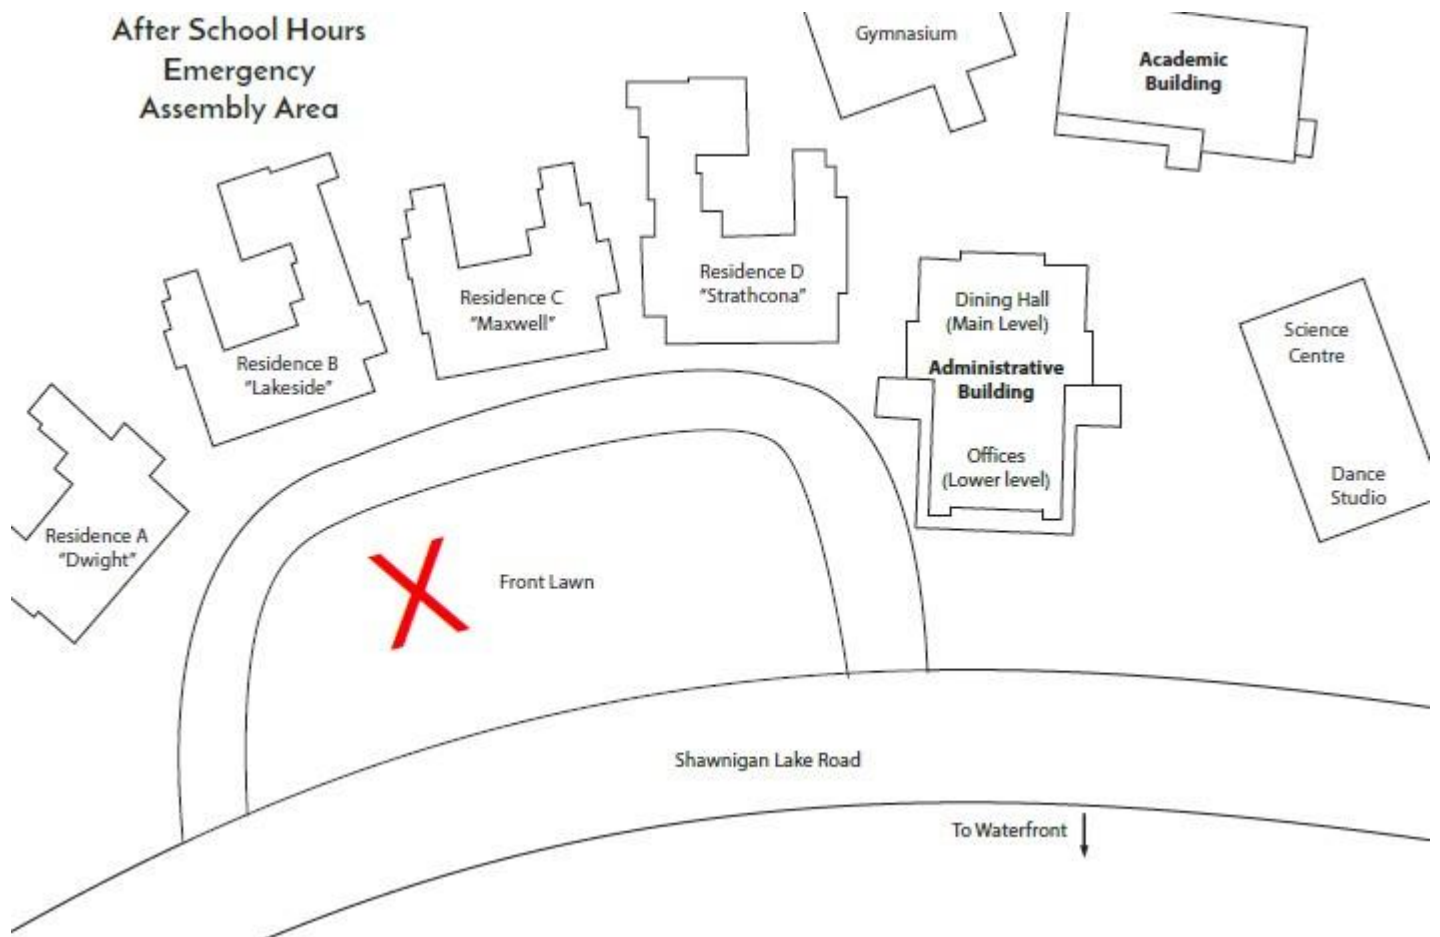 After School Hours
Emergency
Assembly Area
Gymnasium
Academic
Building
Residence D
"Strathcona"
Residence C
"Maxwell"
Residence B
"Lakeside"
Residence A
"Dwight"
Dining Hall
(Main Level)
Administrative
Building
Offices
(Lower level)
Science
Centre
Dance
Studio
Front Lawn
Shawnigan Lake Road
To Waterfront